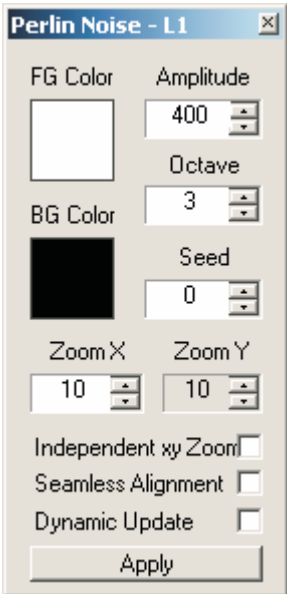 Perlin Noise - L1
FG Color
Amplitude
400
Octave
3
BG Color
Seed
0
Zoom X
Zoom Y
10
10
Independent xy Zoom
Seamless Alignment
Dynamic Update
Apply